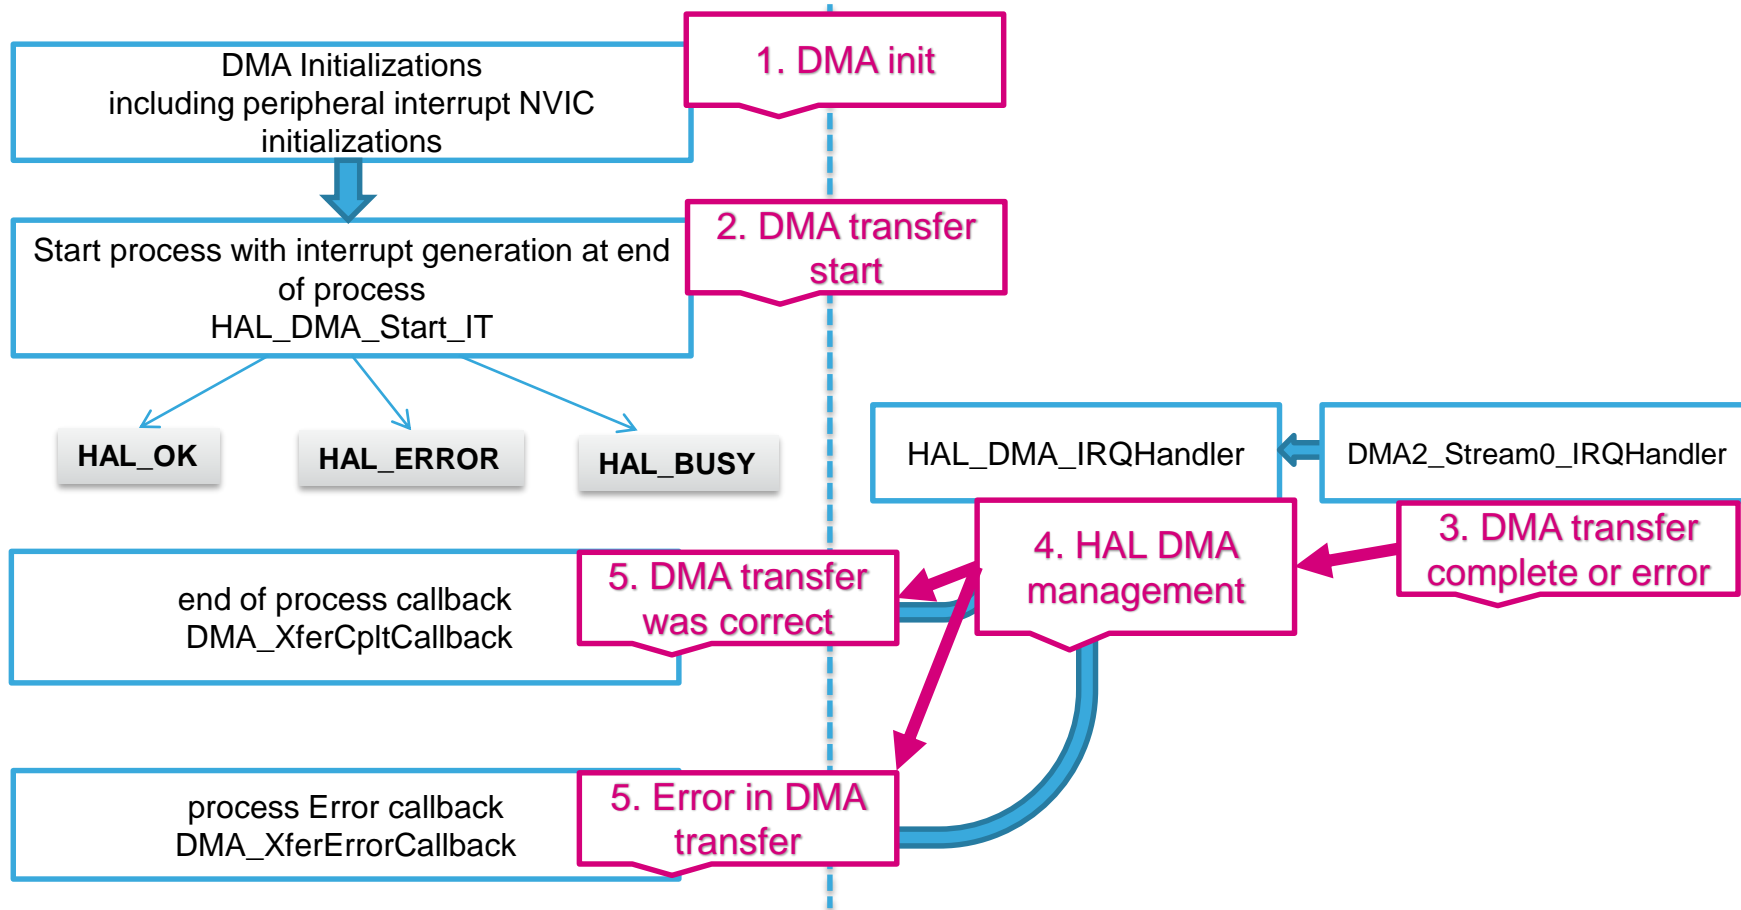 DMA Initializations
including peripheral interrupt NVIC
initializations
1. DMA init
Start process with interrupt generation at end
of process
HAL_DMA_Start_IT
2. DMA transfer
start
HAL_OK
HAL_ERROR
HAL_BUSY
HAL_DMA_IRQHandler
DMA2_Stream0_IRQHandler
3. DMA transfer
complete or error
4. HAL DMA
management
end of process callback
DMA_XferCpltCallback
5. DMA transfer
was correct
process Error callback
DMA_XferErrorCallback
5. Error in DMA
transfer